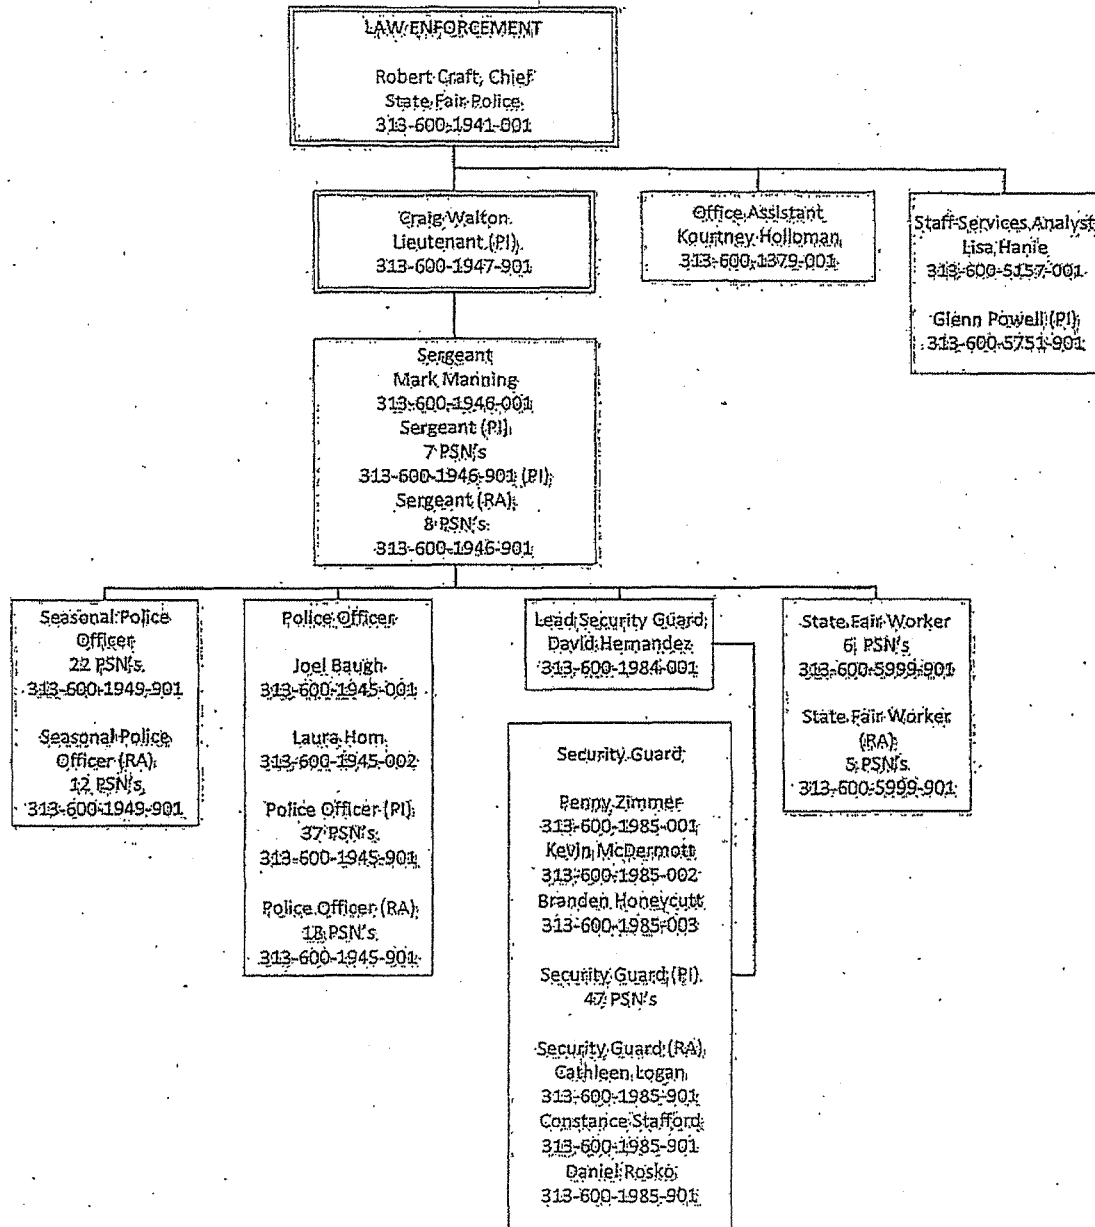 LAW ENFORCEMENT
Robert Craft, Chief
State Fair Police
313-600-1941-001
Craig Walton
Lieutenant (PI)
313-600-1947-901
Office Assistant
Kourtney Holloman
313-600-1379-001
Staff Services Analyst
Lisa Hanie
313-600-5157-001
Glenn Powell (PI)
313-600-5751-901
Sergeant
Mark Manning
313-600-1946-001
Sergeant (PI)
7 PSN's
313-600-1946-901 (PI)
Sergeant (RA)
8 PSN's
313-600-1946-901
Seasonal Police
Officer
22 PSN's
313-600-1949-901
Seasonal Police
Officer (RA)
12 PSN's
313-600-1949-901
Police Officer
Joel Baugh
313-600-1945-001
Laura Hom
313-600-1945-002
Police Officer (PI)
37 PSN's
313-600-1945-901
Police Officer (RA)
18 PSN's
313-600-1945-901
Lead Security Guard
David Hernandez
313-600-1984-001
Security Guard
Penny Zimmer
313-600-1985-001
Kevin McDermott
313-600-1985-002
Branden Honeycutt
313-600-1985-003
Security Guard (PI)
47 PSN's
Security Guard (RA)
Cathleen Logan
313-600-1985-901
Constance Stafford
313-600-1985-901
Daniel Rosko
313-600-1985-901
State Fair Worker
6 PSN's
313-600-5999-901
State Fair Worker
(RA)
5 PSN's
313-600-5999-901